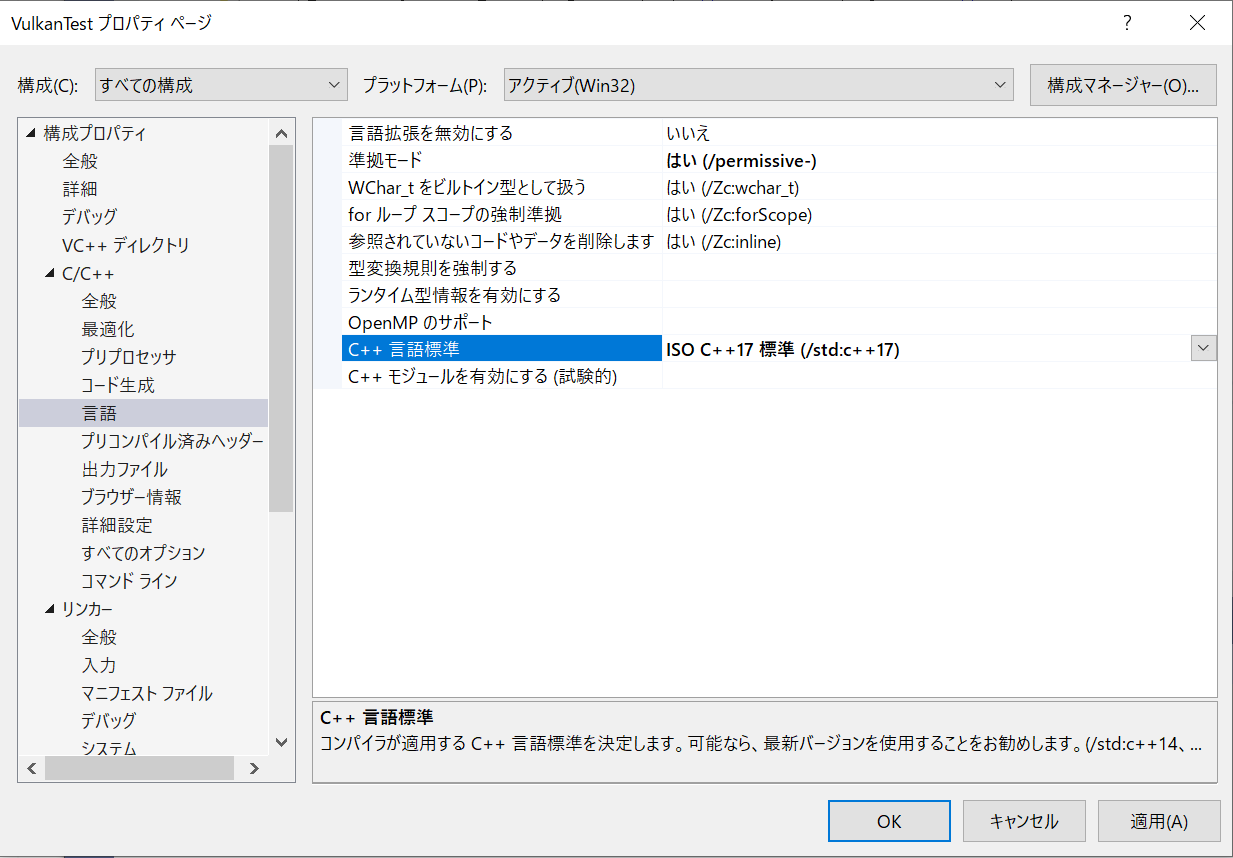 VulkanTest プロパティ ページ
?
構成(C):
すべての構成
プラットフォーム(P):
アクティブ(Win32)
構成マネージャー(O)...
構成プロパティ
全般
詳細
デバッグ
VC++ ディレクトリ
C/C++
全般
最適化
プリプロセッサ
コード生成
言語
プリコンパイル済みヘッダー
出力ファイル
ブラウザー情報
詳細設定
すべてのオプション
コマンド ライン
リンカー
全般
入力
マニフェスト ファイル
デバッグ
システム
言語拡張を無効にする いいえ
準拠モード はい (/permissive-)
WChar_t をビルトイン型として扱う はい (/Zc:wchar_t)
for ループ スコープの強制準拠 はい (/Zc:forScope)
参照されていないコードやデータを削除します はい (/Zc:inline)
型変換規則を強制する
ランタイム型情報を有効にする
OpenMP のサポート
C++ 言語標準 ISO C++17 標準 (/std:c++17)
C++ モジュールを有効にする (試験的)
C++ 言語標準
コンパイラが適用する C++ 言語標準を決定します。可能なら、最新バージョンを使用することをお勧めします。(/std:c++14、...
OK
キャンセル
適用(A)